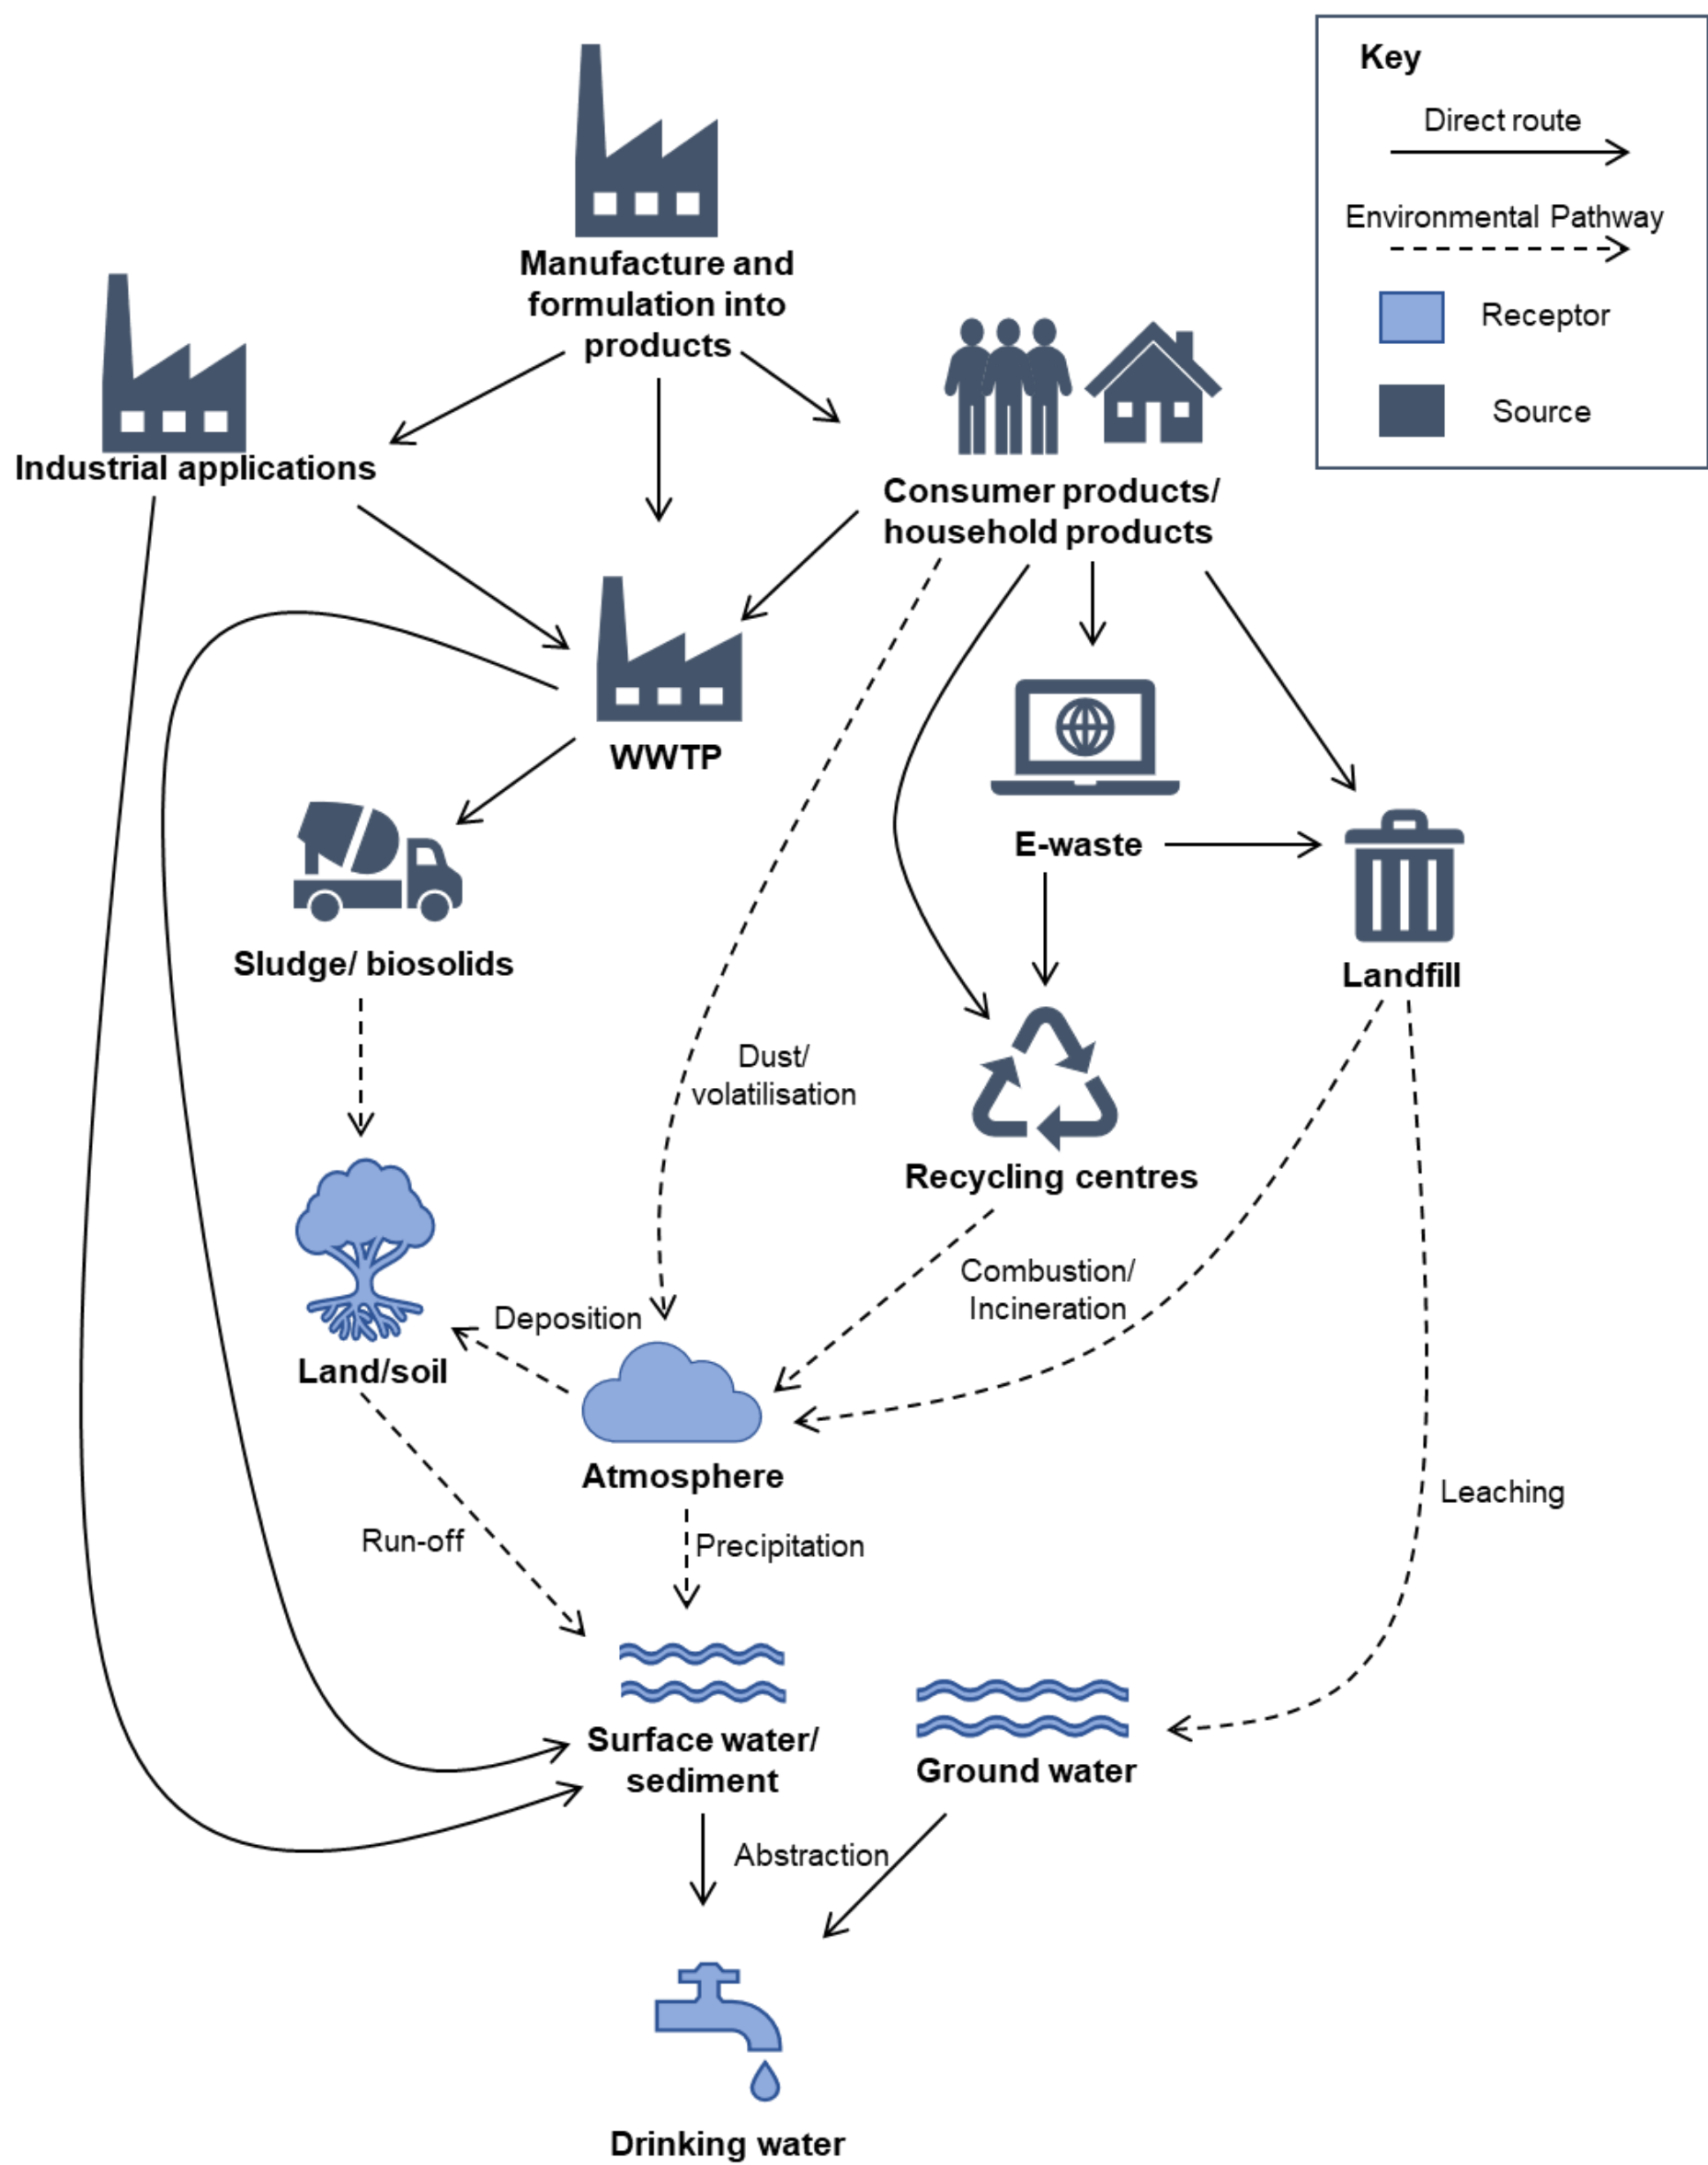 Key
Direct route
Environmental Pathway
Receptor
Source
Manufacture and
formulation into
products
Industrial applications
Consumer products/
household products
WWTP
E-waste
Sludge/ biosolids
Landfill
Dust/
volatilisation
Recycling centres
Combustion/
Incineration
Deposition
Land/soil
Atmosphere
Leaching
Run-off
Precipitation
Surface water/
sediment
Ground water
Abstraction
Drinking water